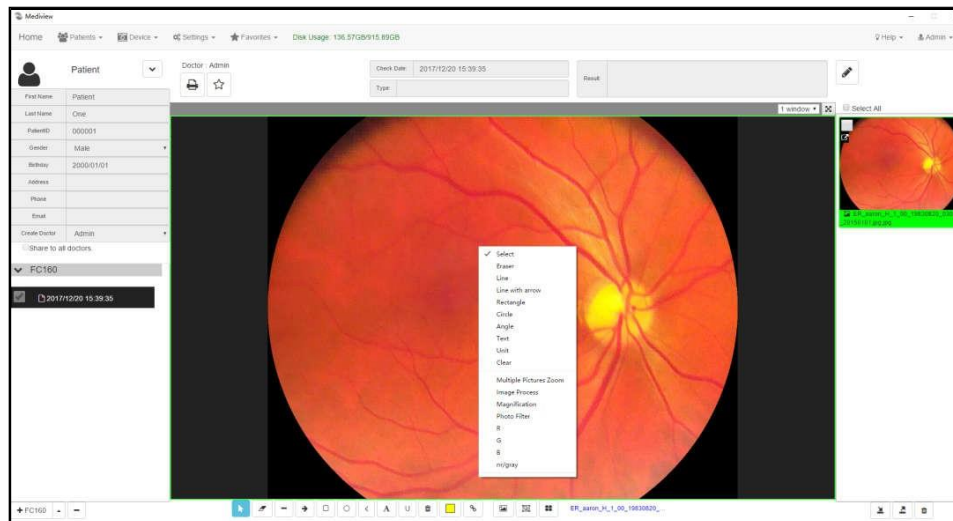 Mediview
Home Patients Device Settings Favorites Disk Usage: 136.57GB/915.89GB Help Admin
Patient
Doctor : Admin
Check Date: 2017/12/20 15:39:35
Type:
Result:
First Name Patient
Last Name One
PatientID 000001
Gender Male
Birthday 2000/01/01
Address
Phone
Email
Create Doctor Admin
Share to all doctors
FC160
2017/12/20 15:39:35
1 window
Select All
Select
Eraser
Line
Line with arrow
Rectangle
Circle
Angle
Text
Unit
Clear
Multiple Pictures Zoom
Image Process
Magnification
Photo Filter
R
G
B
nr/gray
+FC160
A
U
ER_aaron_H_1_00_19830820_...